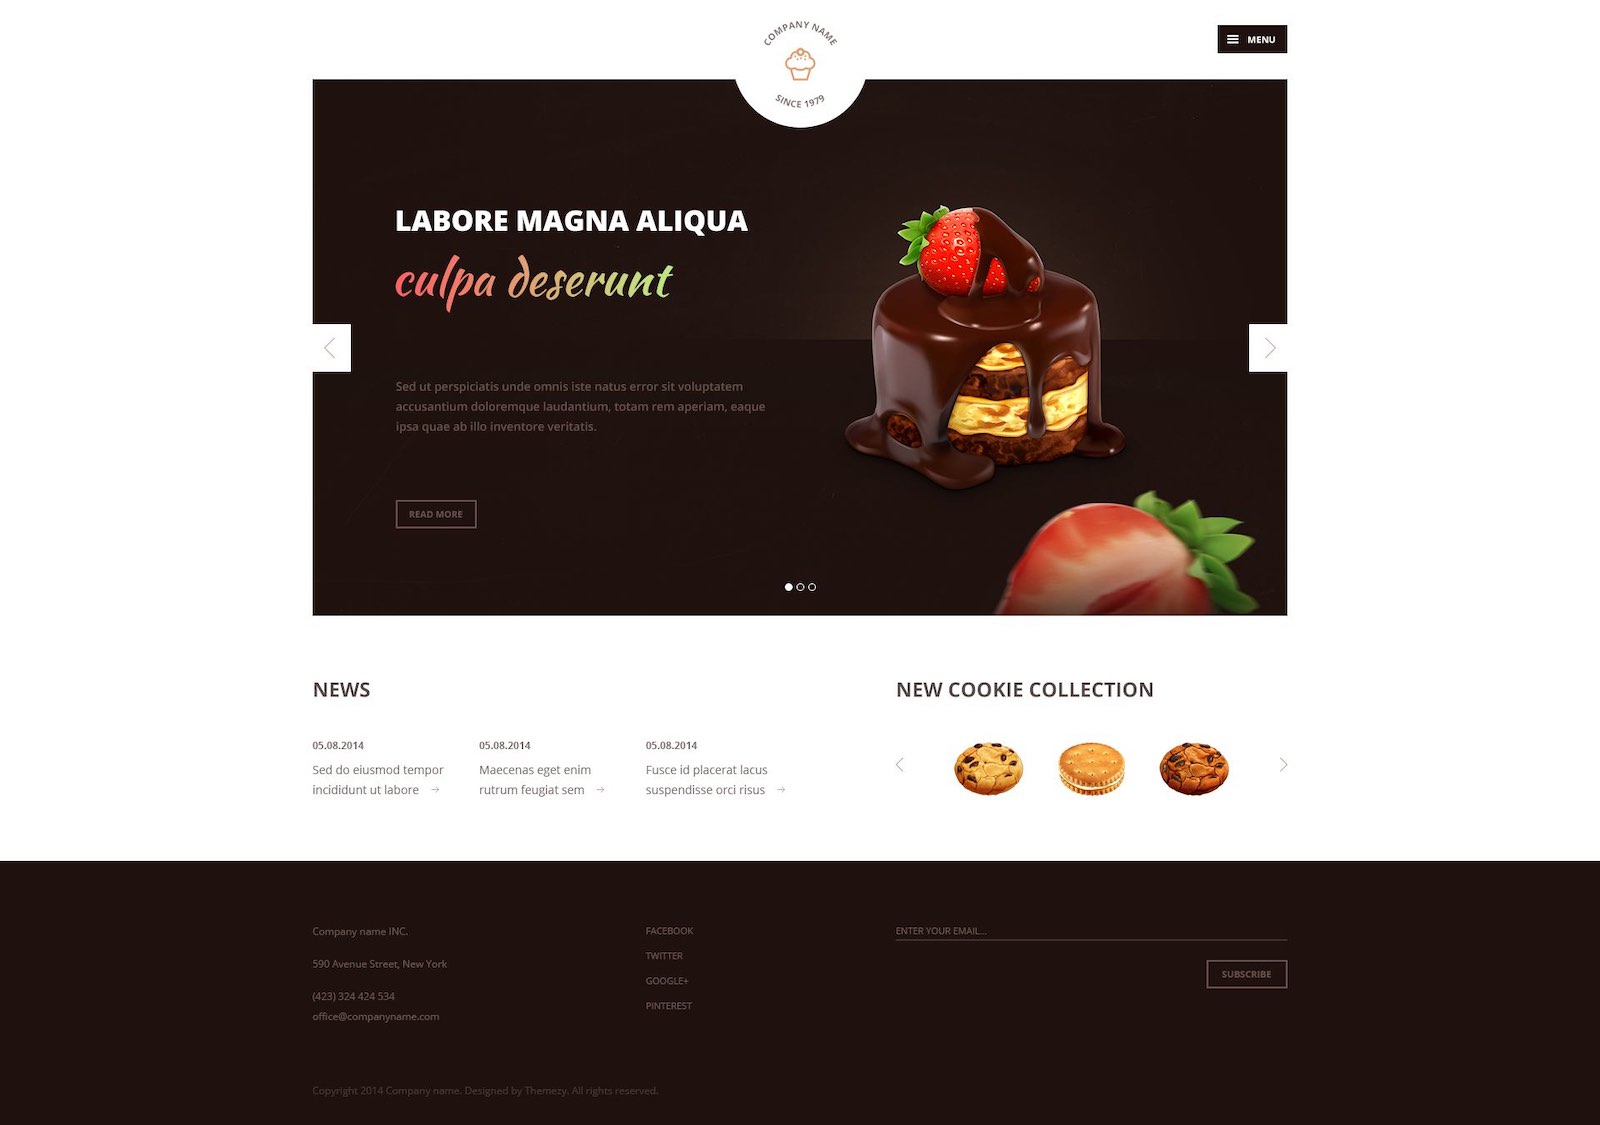 COMPANY NAME
SINCE 1979
MENU
LABORE MAGNA ALIQUA
culpa deserunt
Sed ut perspiciatis unde omnis iste natus error sit voluptatem
accusantium doloremque laudantium, totam rem aperiam, eaque
ipsa quae ab illo inventore veritatis.
READ MORE
NEWS
05.08.2014
Sed do eiusmod tempor
incididunt ut labore →
05.08.2014
Maecenas eget enim
rutrum feugiat sem →
05.08.2014
Fusce id placerat lacus
suspendisse orci risus →
NEW COOKIE COLLECTION
Company name INC.
590 Avenue Street, New York
(423) 324 424 534
office@companyname.com
FACEBOOK
TWITTER
GOOGLE+
PINTEREST
ENTER YOUR EMAIL...
SUBSCRIBE
Copyright 2014 Company name. Designed by Themezy. All rights reserved.